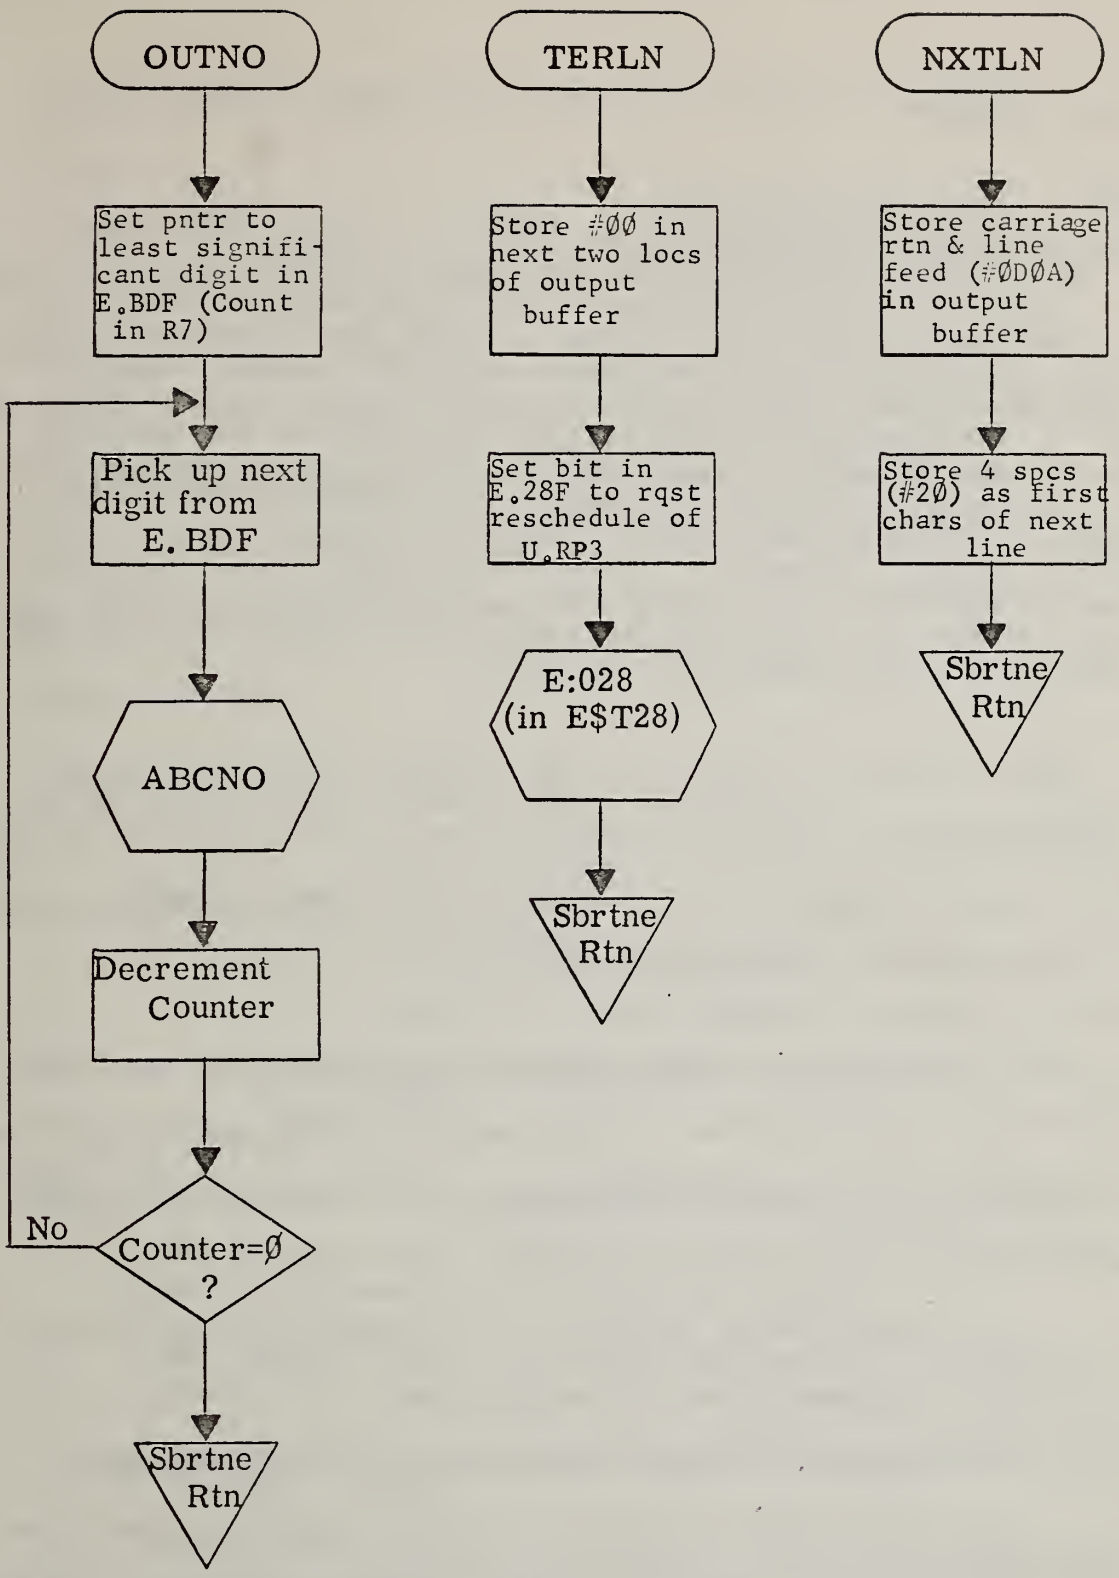 OUTNO
Set pntr to
least signifi-
cant digit in
E.BDF (Count
in R7)
Pick up next
digit from
E. BDF
ABCNO
Decrement
Counter
No
Counter=Ø
?
Sbrtne
Rtn
TERLN
Store #ØØ in
next two locs
of output
buffer
Set bit in
E.28F to rqst
reschedule of
U.RP3
E:028
(in E$T28)
Sbrtne
Rtn
NXTLN
Store carriage
rtn & line
feed (#ØDØA)
in output
buffer
Store 4 spcs
(#2Ø) as first
chars of next
line
Sbrtne
Rtn